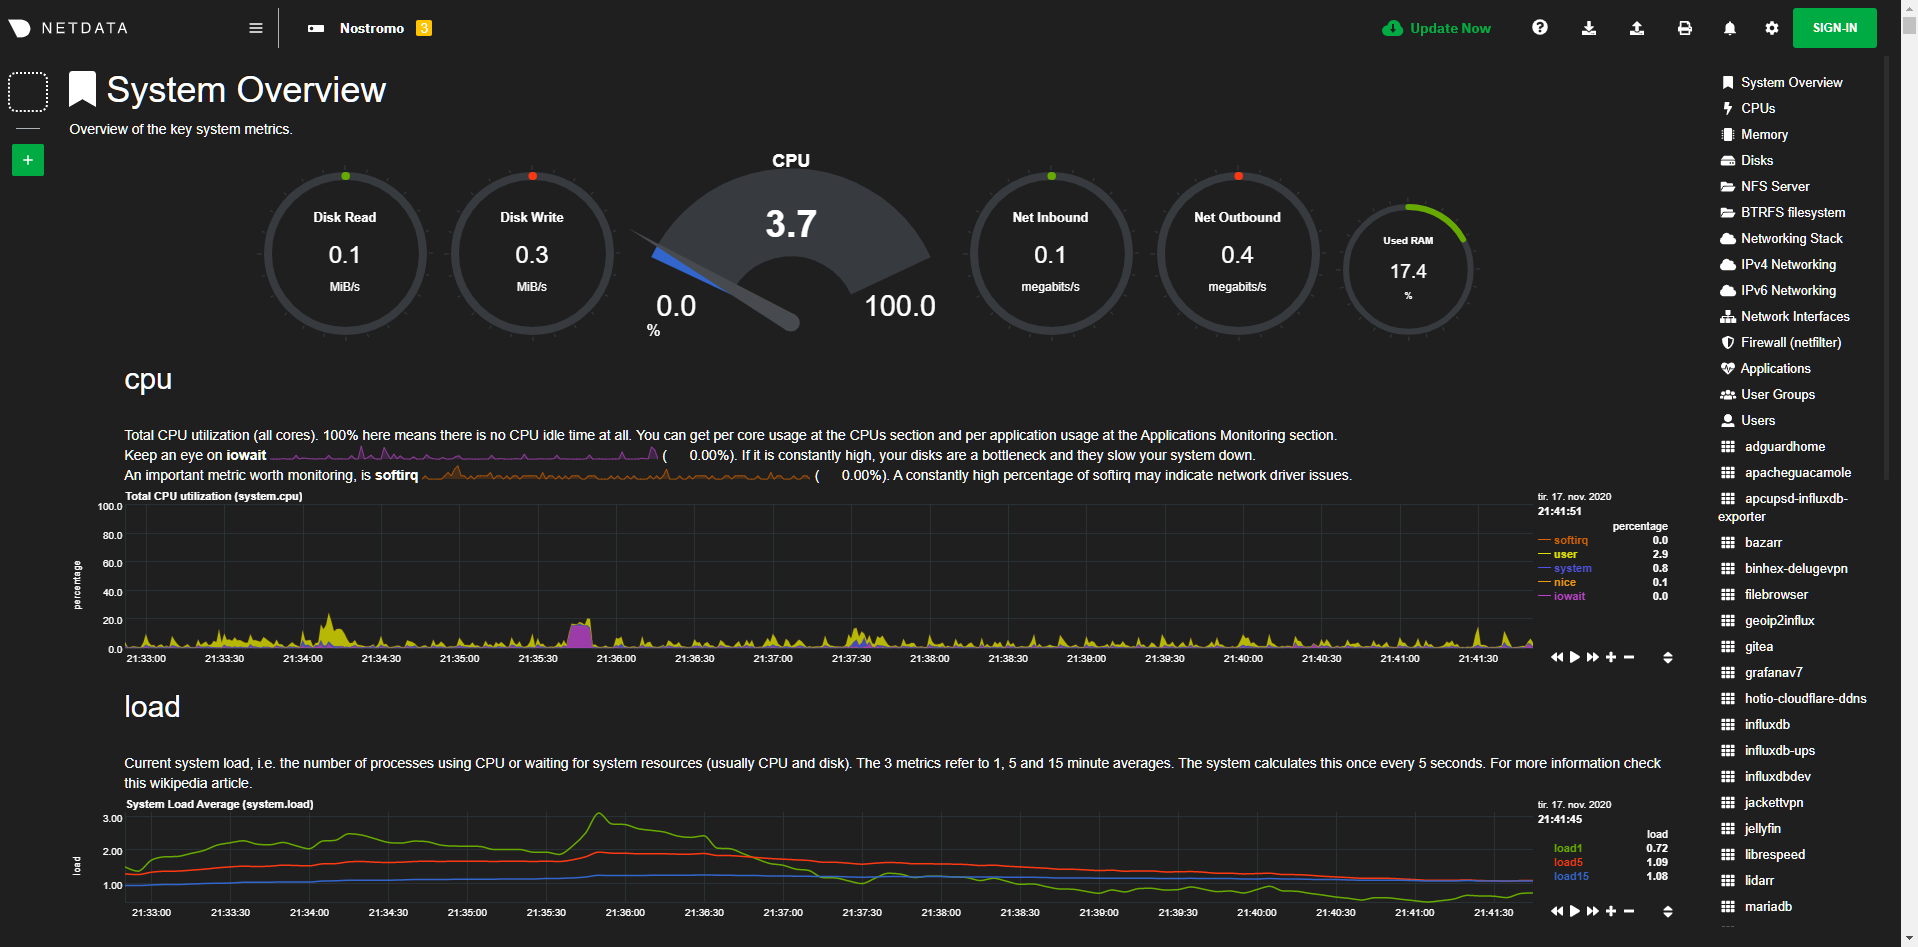 NETDATA
Nostromo 3
Update Now
SIGN-IN
System Overview
Overview of the key system metrics.
+
Disk Read
0.1
MiB/s
Disk Write
0.3
MiB/s
CPU
3.7
0.0
100.0
%
Net Inbound
0.1
megabits/s
Net Outbound
0.4
megabits/s
Used RAM
17.4
%
cpu
Total CPU utilization (all cores). 100% here means there is no CPU idle time at all. You can get per core usage at the CPUs section and per application usage at the Applications Monitoring section.
Keep an eye on iowait ( 0.00%). If it is constantly high, your disks are a bottleneck and they slow your system down.
An important metric worth monitoring, is softirq ( 0.00%). A constantly high percentage of softirq may indicate network driver issues.
Total CPU utilization (system.cpu)
percentage
100.0
80.0
60.0
40.0
20.0
0.0
21:33:00 21:33:30 21:34:00 21:34:30 21:35:00 21:35:30 21:36:00 21:36:30 21:37:00 21:37:30 21:38:00 21:38:30 21:39:00 21:39:30 21:40:00 21:40:30 21:41:00 21:41:30
tir. 17. nov. 2020
21:41:51
percentage
softirq 0.0
user 2.9
system 0.8
nice 0.1
iowait 0.0
load
Current system load, i.e. the number of processes using CPU or waiting for system resources (usually CPU and disk). The 3 metrics refer to 1, 5 and 15 minute averages. The system calculates this once every 5 seconds. For more information check
this wikipedia article.
System Load Average (system.load)
load
3.00
2.00
1.00
21:33:00 21:33:30 21:34:00 21:34:30 21:35:00 21:35:30 21:36:00 21:36:30 21:37:00 21:37:30 21:38:00 21:38:30 21:39:00 21:39:30 21:40:00 21:40:30 21:41:00 21:41:30
tir. 17. nov. 2020
21:41:45
load
load1 0.72
load5 1.09
load15 1.08
System Overview
CPUs
Memory
Disks
NFS Server
BTRFS filesystem
Networking Stack
IPv4 Networking
IPv6 Networking
Network Interfaces
Firewall (netfilter)
Applications
User Groups
Users
adguardhome
apacheguacamole
apcupsd-influxdb-
exporter
bazarr
binhex-delugevpn
filebrowser
geoip2influx
gitea
grafanav7
hotio-cloudflare-ddns
influxdb
influxdb-ups
influxdbdev
jackettvpn
jellyfin
librespeed
lidarr
mariadb